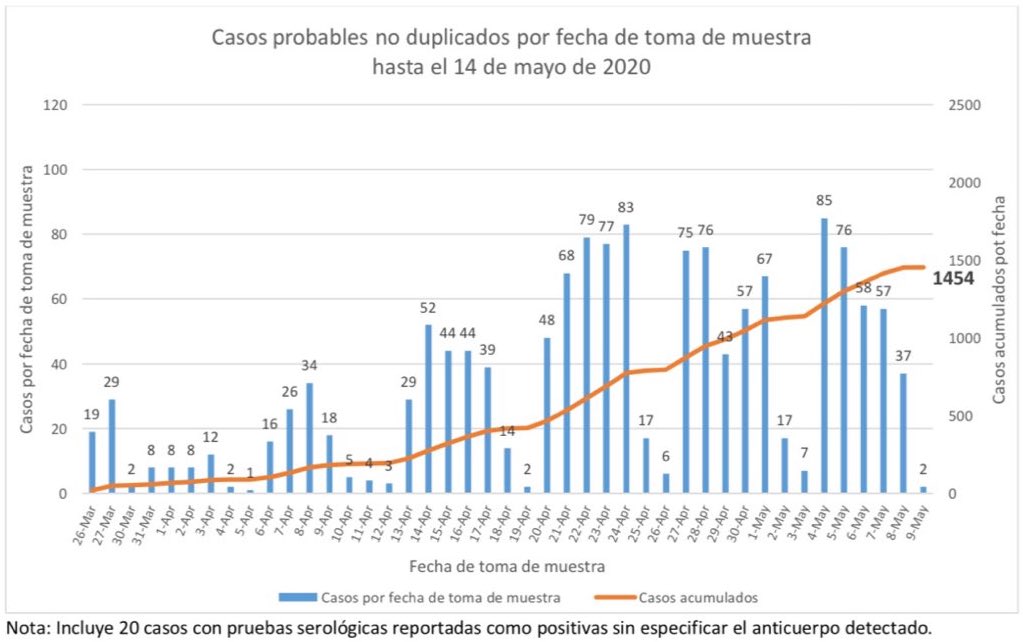 Casos probables no duplicados por fecha de toma de muestra
hasta el 14 de mayo de 2020
Casos por fecha de toma de muestra
120
100
80
60
40
20
0
19
29
2
8
8
8
12
2
1
16
26
34
18
5
4
3
29
52
44
44
39
14
2
48
68
79
77
83
17
6
75
76
43
57
67
17
7
85
76
58
57
37
2
1454
2500
2000
1500
1000
500
0
Casos acumulados pot fecha
26-Mar
27-Mar
30-Mar
31-Mar
1-Apr
2-Apr
3-Apr
4-Apr
5-Apr
6-Apr
7-Apr
8-Apr
9-Apr
10-Apr
11-Apr
12-Apr
13-Apr
14-Apr
15-Apr
16-Apr
17-Apr
18-Apr
19-Apr
20-Apr
21-Apr
22-Apr
23-Apr
24-Apr
25-Apr
26-Apr
27-Apr
28-Apr
29-Apr
30-Apr
1-May
2-May
3-May
4-May
5-May
6-May
7-May
8-May
9-May
Fecha de toma de muestra
Casos por fecha de toma de muestra
Casos acumulados
Nota: Incluye 20 casos con pruebas serológicas reportadas como positivas sin especificar el anticuerpo detectado.